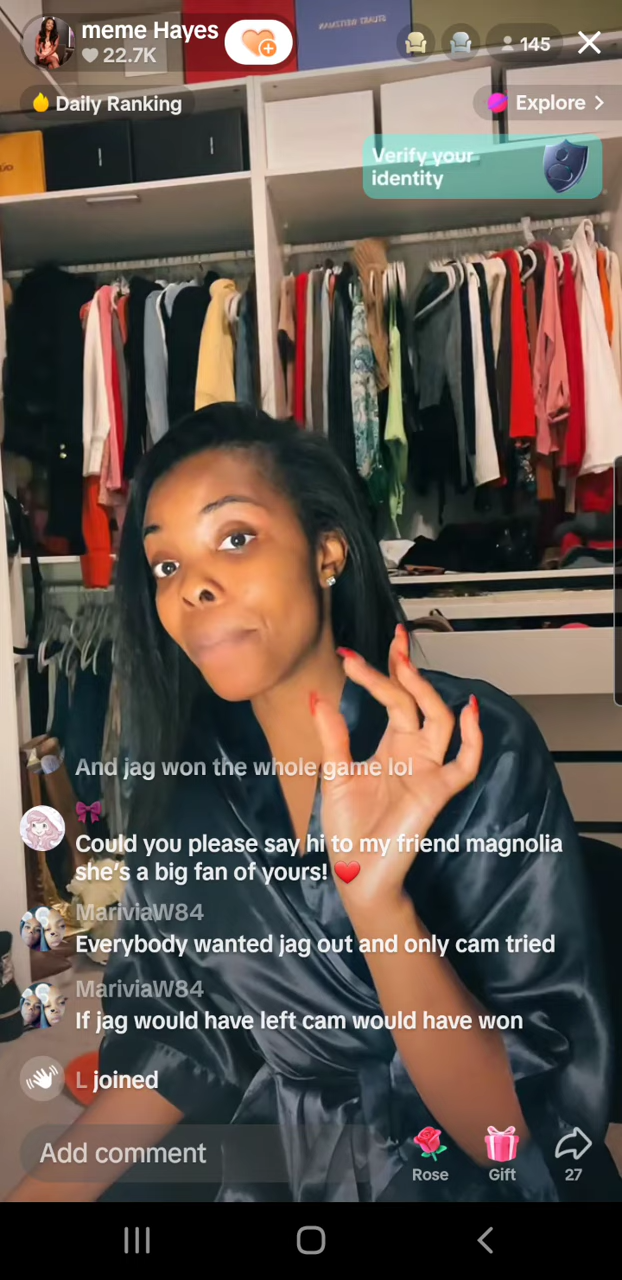 meme Hayes
22.7K
145
Daily Ranking
Explore
Verify your
identity
And jag won the whole game lol
Could you please say hi to my friend magnolia
she's a big fan of yours! ❤️
MariviaW84
Everybody wanted jag out and only cam tried
MariviaW84
If jag would have left cam would have won
L joined
Add comment
Rose
Gift
27